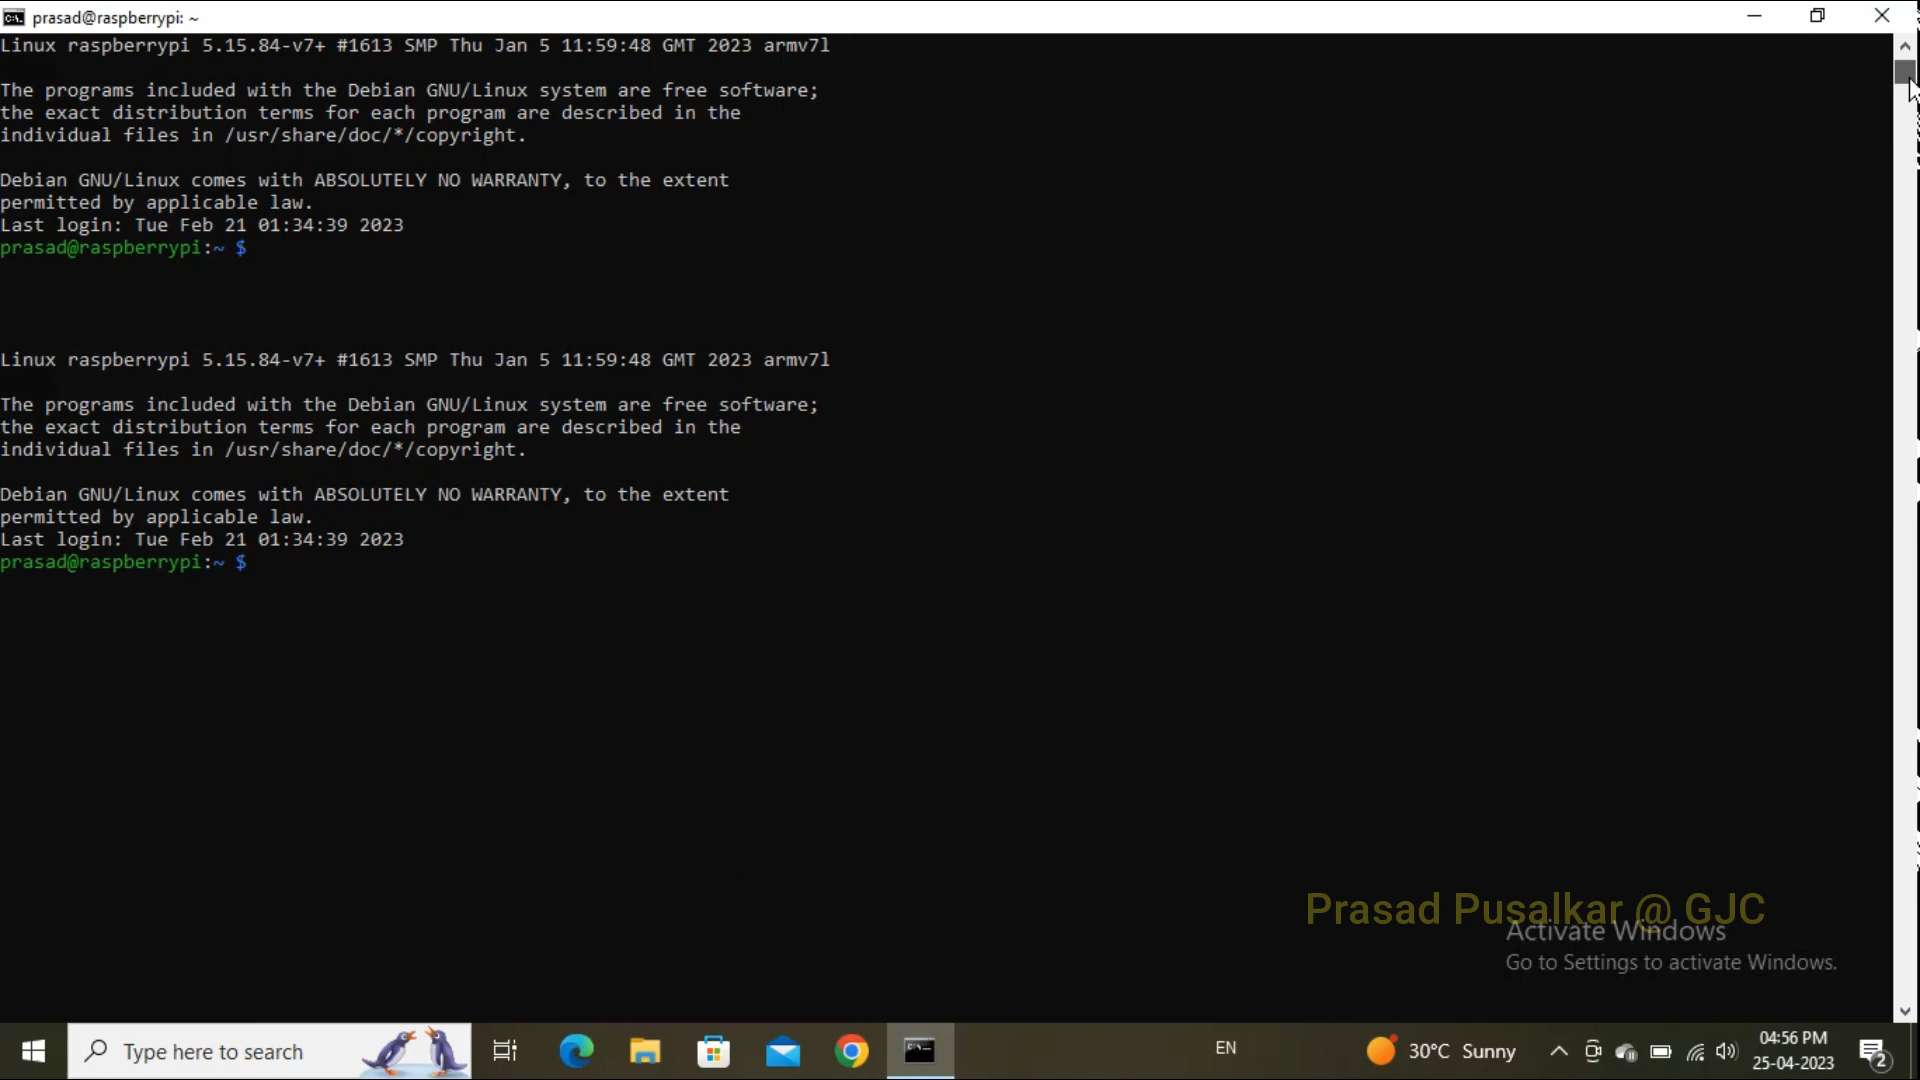 prasad@raspberrypi: ~
Linux raspberrypi 5.15.84-v7+ #1613 SMP Thu Jan 5 11:59:48 GMT 2023 armv7l
The programs included with the Debian GNU/Linux system are free software;
the exact distribution terms for each program are described in the
individual files in /usr/share/doc/*/copyright.
Debian GNU/Linux comes with ABSOLUTELY NO WARRANTY, to the extent
permitted by applicable law.
Last login: Tue Feb 21 01:34:39 2023
prasad@raspberrypi:~ $
Linux raspberrypi 5.15.84-v7+ #1613 SMP Thu Jan 5 11:59:48 GMT 2023 armv7l
The programs included with the Debian GNU/Linux system are free software;
the exact distribution terms for each program are described in the
individual files in /usr/share/doc/*/copyright.
Debian GNU/Linux comes with ABSOLUTELY NO WARRANTY, to the extent
permitted by applicable law.
Last login: Tue Feb 21 01:34:39 2023
prasad@raspberrypi:~ $
Prasad Pusalkar @ GJC
Activate Windows
Go to Settings to activate Windows.
Type here to search
EN
30°C Sunny
04:56 PM
25-04-2023
2